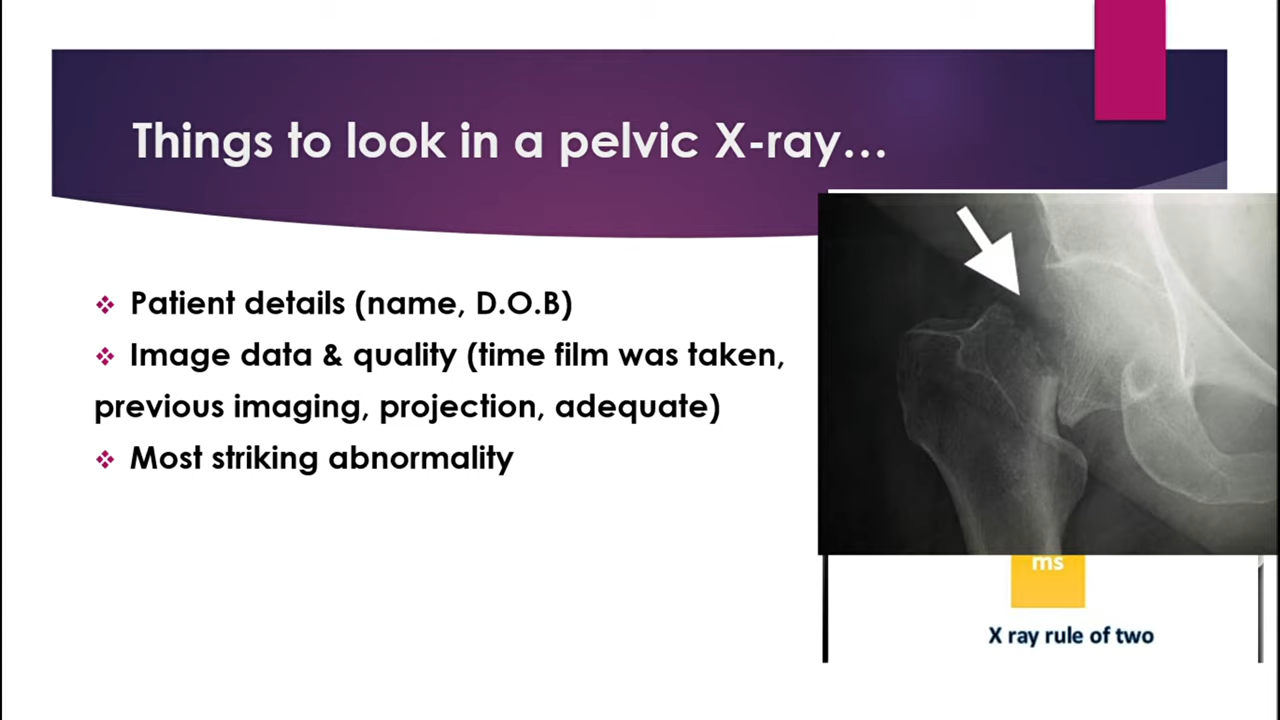 Things to look in a pelvic X-ray...
Patient details (name, D.O.B)
Image data & quality (time film was taken,
previous imaging, projection, adequate)
Most striking abnormality
ms
X ray rule of two